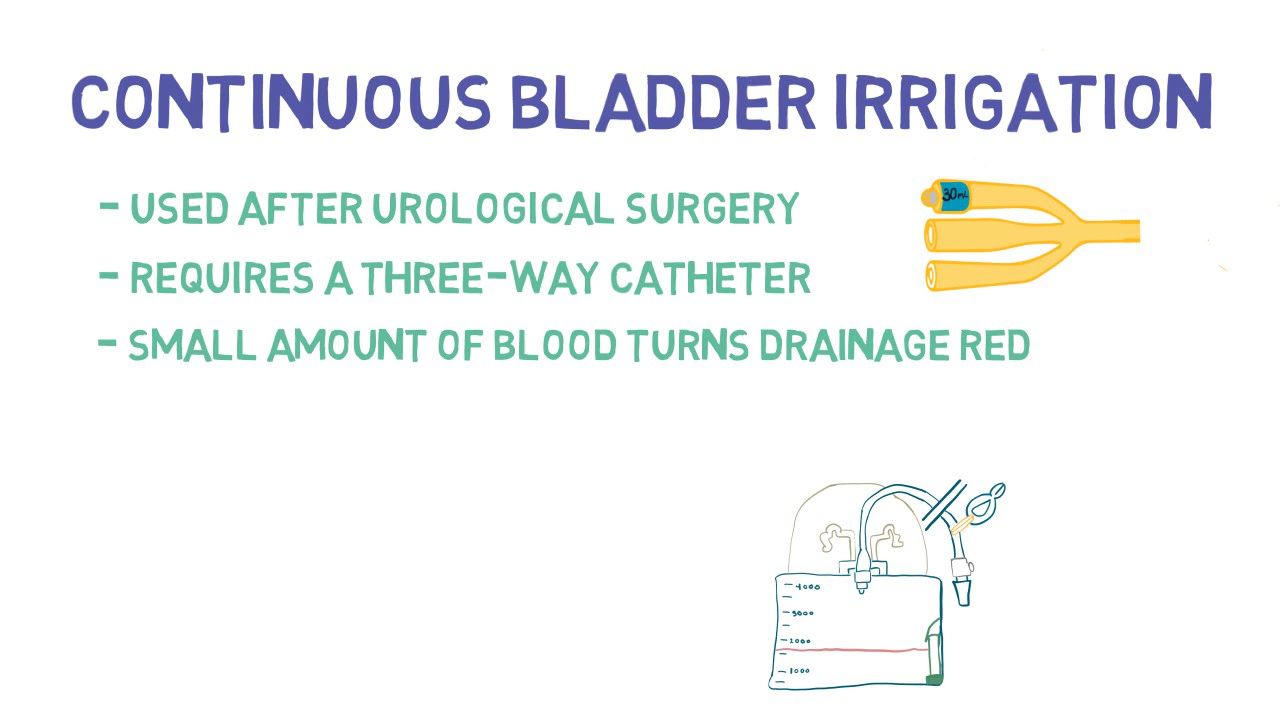 CONTINUOUS BLADDER IRRIGATION
- USED AFTER UROLOGICAL SURGERY
30mL
- REQUIRES A THREE-WAY CATHETER
- SMALL AMOUNT OF BLOOD TURNS DRAINAGE RED
4000
3000
2000
1000